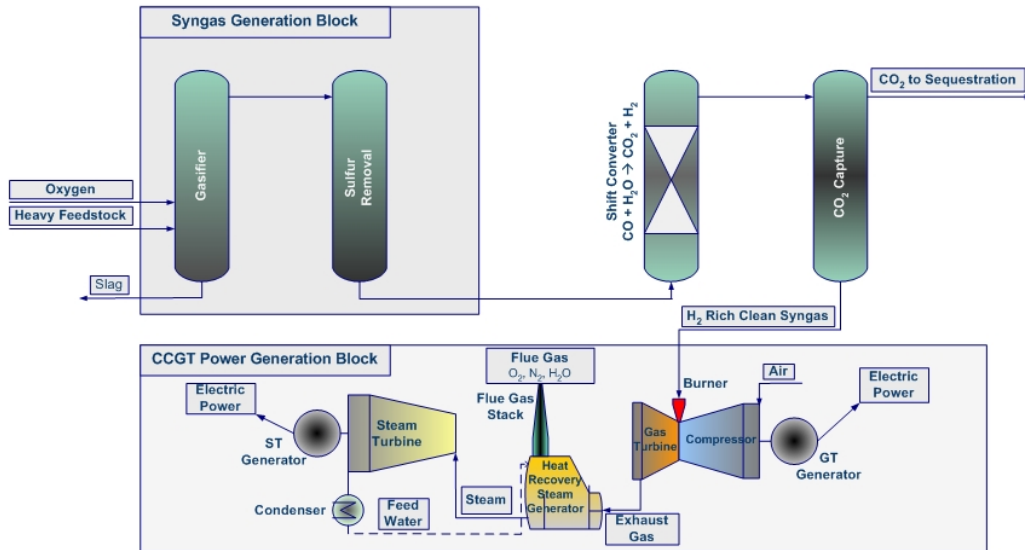 Syngas Generation Block
CO₂ to Sequestration
Gasifier
Sulfur
Removal
Shift Converter
CO + H₂O → CO₂ + H₂
CO₂ Capture
Oxygen
Heavy Feedstock
Slag
H₂ Rich Clean Syngas
CCGT Power Generation Block
Flue Gas
O₂, N₂, H₂O
Flue Gas
Stack
Burner
Air
Electric
Power
Electric
Power
Steam
Turbine
ST
Generator
Gas
Turbine
Compressor
GT
Generator
Heat
Recovery
Steam
Generator
Condenser
Feed
Water
Steam
Exhaust
Gas